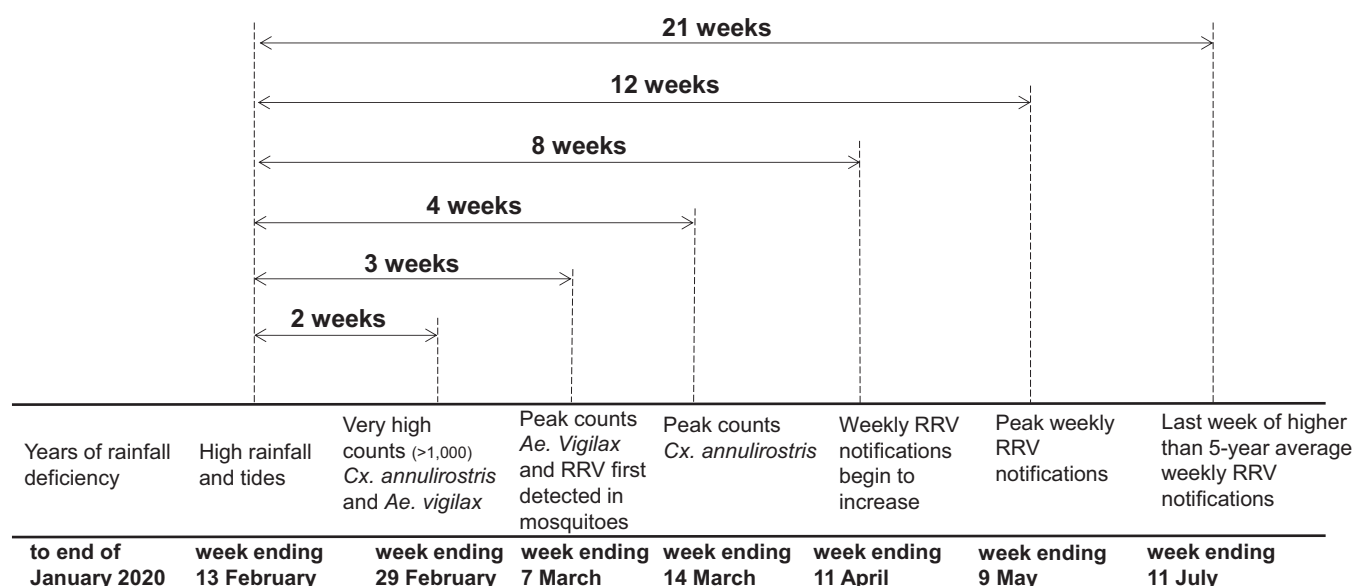 21 weeks
12 weeks
8 weeks
4 weeks
3 weeks
2 weeks
Years of rainfall
deficiency
High rainfall
and tides
Very high
counts (>1,000)
Cx. annulirostris
and Ae. vigilax
Peak counts
Ae. Vigilax
and RRV first
detected in
mosquitoes
Peak counts
Cx. annulirostris
Weekly RRV
notifications
begin to
increase
Peak weekly
RRV
notifications
Last week of higher
than 5-year average
weekly RRV
notifications
to end of
January 2020
week ending
13 February
week ending
29 February
week ending
7 March
week ending
14 March
week ending
11 April
week ending
9 May
week ending
11 July